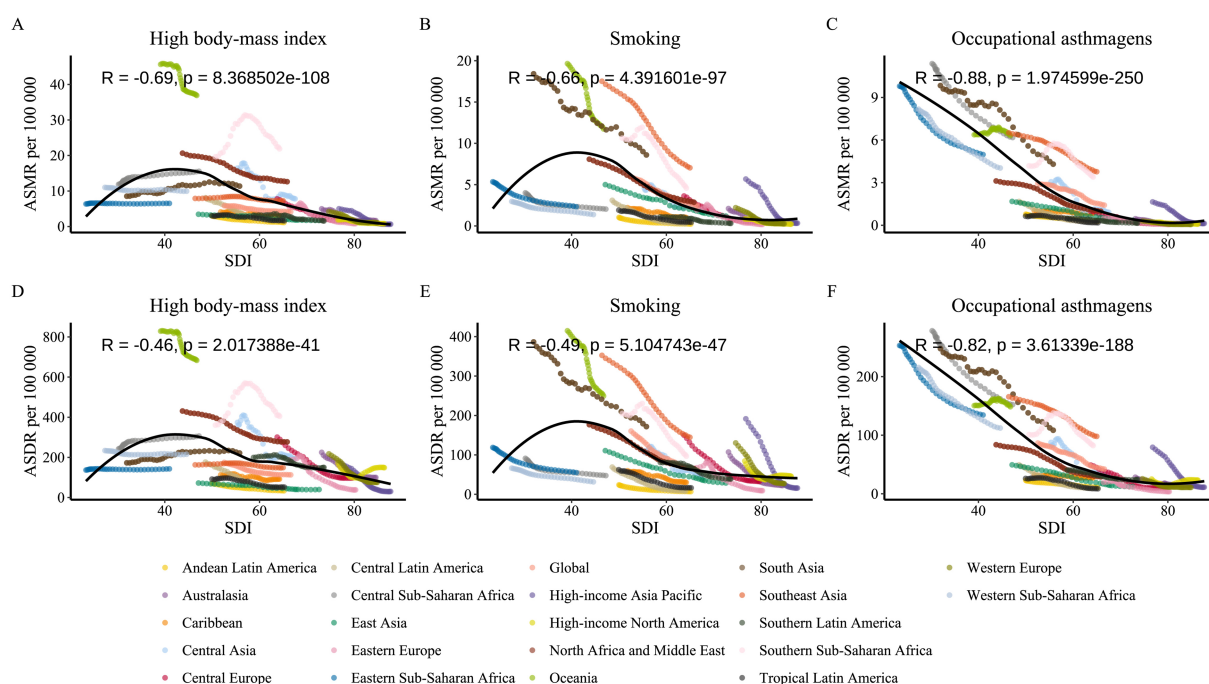 A
High body-mass index
R = -0.69, p = 8.368502e-108
ASMR per 100 000
40
30
20
10
0
40
60
80
SDI
B
Smoking
R = -0.66, p = 4.391601e-97
ASMR per 100 000
20
15
10
5
0
40
60
80
SDI
C
Occupational asthmagens
R = -0.88, p = 1.974599e-250
ASMR per 100 000
9
6
3
0
40
60
80
SDI
D
High body-mass index
R = -0.46, p = 2.017388e-41
ASDR per 100 000
800
600
400
200
0
40
60
80
SDI
E
Smoking
R = -0.49, p = 5.104743e-47
ASDR per 100 000
400
300
200
100
0
40
60
80
SDI
F
Occupational asthmagens
R = -0.82, p = 3.61339e-188
ASDR per 100 000
200
100
0
40
60
80
SDI
Andean Latin America
Australasia
Caribbean
Central Asia
Central Europe
Central Latin America
Central Sub-Saharan Africa
East Asia
Eastern Europe
Eastern Sub-Saharan Africa
Global
High-income Asia Pacific
High-income North America
North Africa and Middle East
Oceania
South Asia
Southeast Asia
Southern Latin America
Southern Sub-Saharan Africa
Tropical Latin America
Western Europe
Western Sub-Saharan Africa